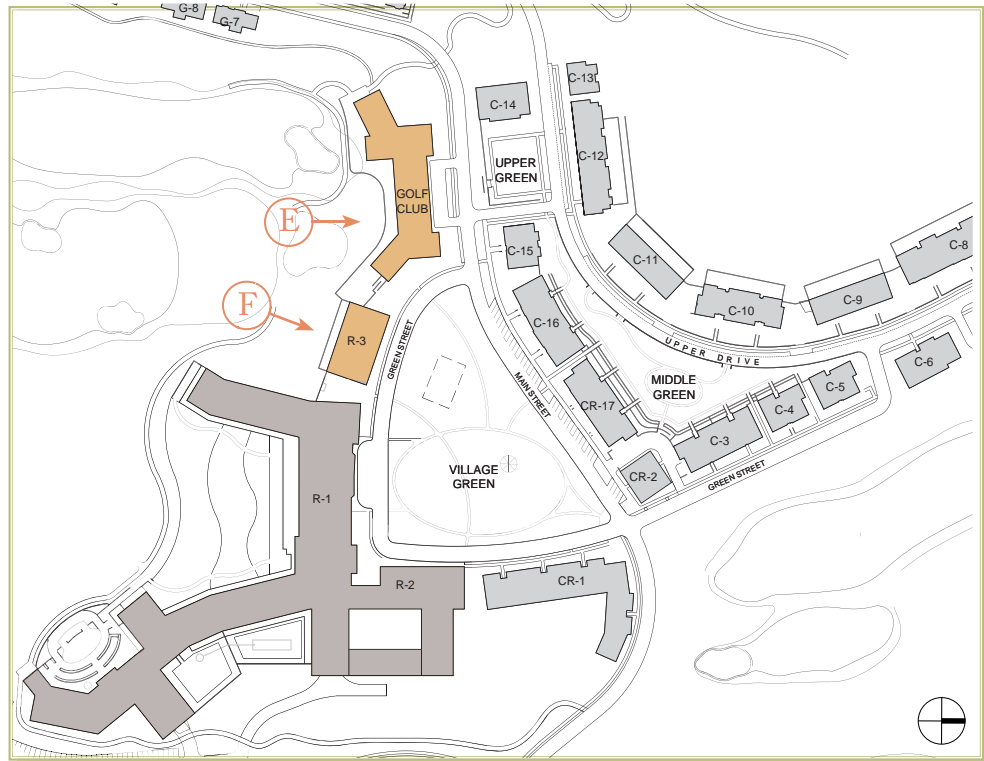 G-8
G-7
C-13
C-14
C-12
UPPER
GREEN
GOLF
CLUB
E
C-15
C-11
C-8
F
C-10
C-9
C-16
R-3
GREEN STREET
UPPER DRIVE
C-6
MAIN STREET
MIDDLE
GREEN
C-5
CR-17
C-4
C-3
VILLAGE
GREEN
CR-2
GREEN STREET
R-1
R-2
CR-1